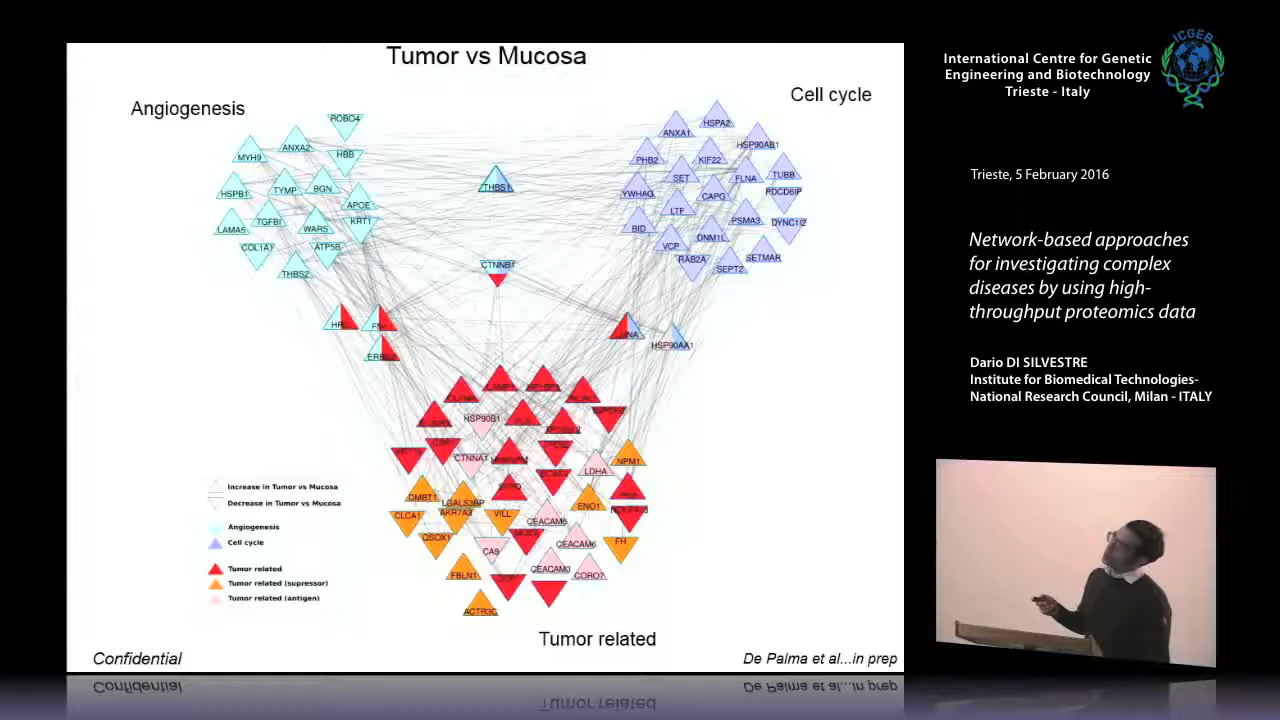 Tumor vs Mucosa
Angiogenesis
Cell cycle
ROBO4
ANXA2
MYH9
HBB
HSPB1
TYMP
BGN
APOE
LAMA5
TGFBI
WARS
KRT1
COL1A1
ATP5B
THBS2
THBS1
CTNNB1
ANXA1
HSPA2
HSP90AB1
PHB2
KIF22
SET
FLNA
TUBB
YWHAG
CAPG
PDCD6IP
LTF
BID
PSMA3
DYNC1I2
DNM1L
VCP
RAB2A
SEPT2
SETMAR
HSP90AA1
HSP90B1
CTNNA1
LDHA
NPM1
DMBT1
LGALS3BP
AKR7A3
CLCA1
VILL
ENO1
CEACAM5
QSOX1
CA9
CEACAM6
FH
FBLN1
CEACAM3
CORO7
ACTR3C
Increase in Tumor vs Mucosa
Decrease in Tumor vs Mucosa
Angiogenesis
Cell cycle
Tumor related
Tumor related (supressor)
Tumor related (antigen)
Tumor related
Confidential
De Palma et al...in prep
International Centre for Genetic
Engineering and Biotechnology
Trieste - Italy
ICGEB
Trieste, 5 February 2016
Network-based approaches
for investigating complex
diseases by using high-
throughput proteomics data
Dario DI SILVESTRE
Institute for Biomedical Technologies-
National Research Council, Milan - ITALY